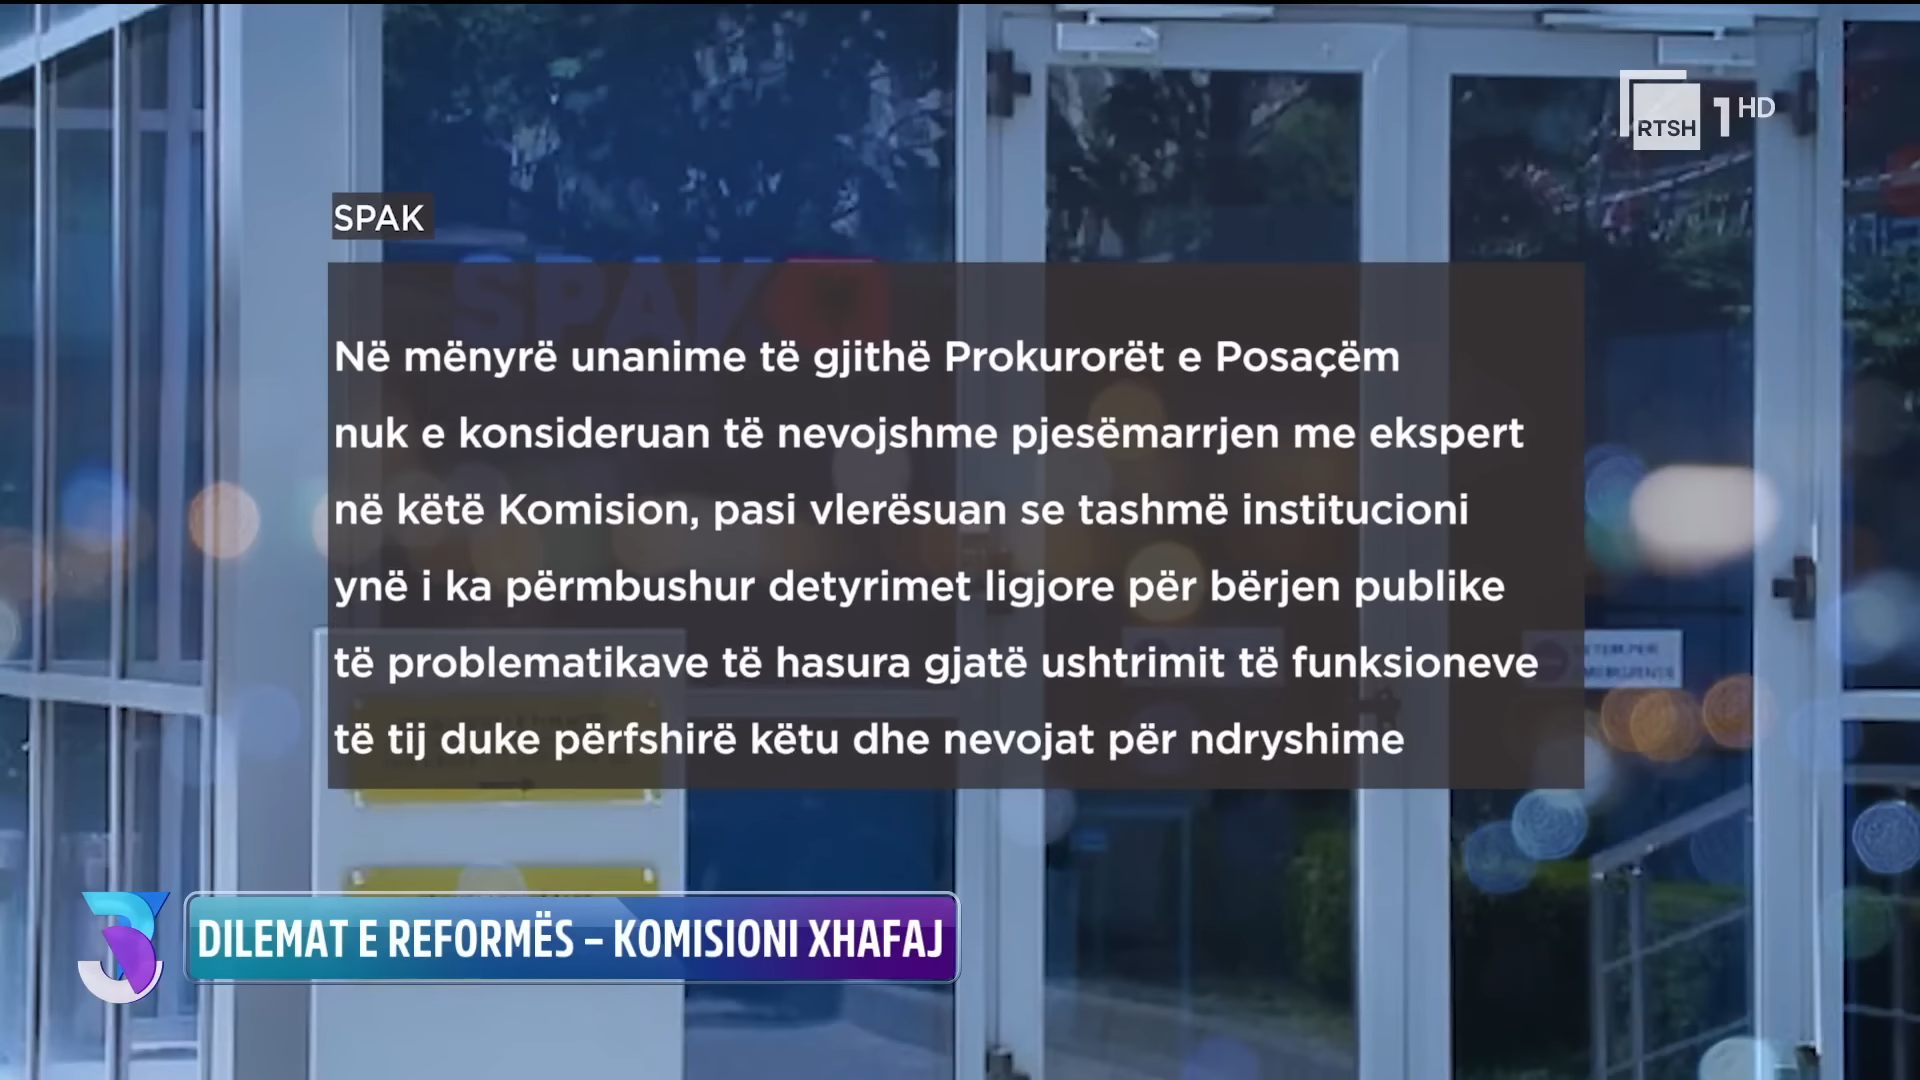 RTSH 1 HD
SPAK
SPAK
Në mënyrë unanime të gjithë Prokurorët e Posaçëm
nuk e konsideruan të nevojshme pjesëmarrjen me ekspert
në këtë Komision, pasi vlerësuan se tashmë institucioni
ynë i ka përmbushur detyrimet ligjore për bërjen publike
të problematikave të hasura gjatë ushtrimit të funksioneve
të tij duke përfshirë këtu dhe nevojat për ndryshime
DILEMAT E REFORMËS – KOMISIONI XHAFAJ